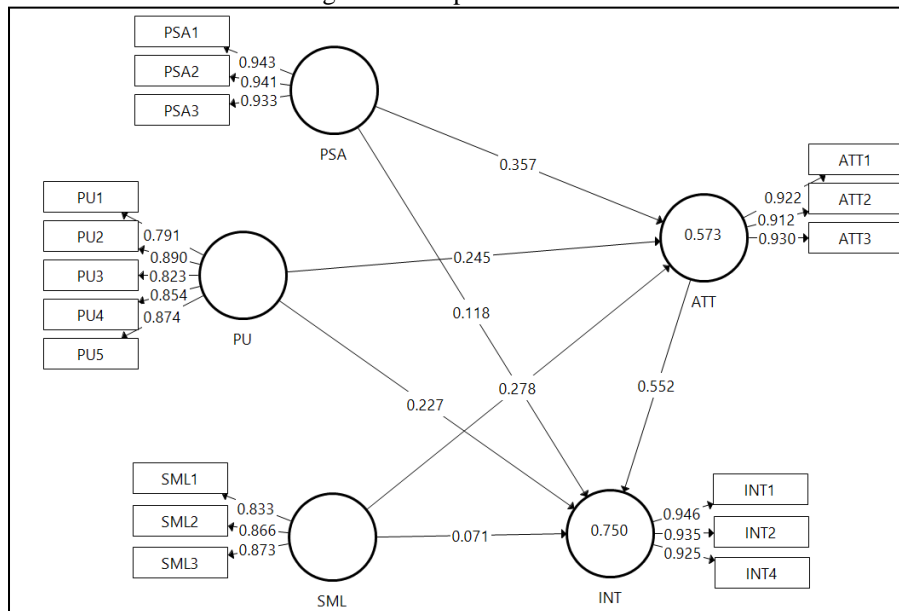 PSA1
PSA2
PSA3
0.943
0.941
0.933
PSA
0.357
PU1
PU2
PU3
PU4
PU5
0.791
0.890
0.823
0.854
0.874
PU
0.245
0.118
0.227
0.278
0.573
ATT
0.922
0.912
0.930
ATT1
ATT2
ATT3
0.552
SML1
SML2
SML3
0.833
0.866
0.873
SML
0.071
0.750
INT
0.946
0.935
0.925
INT1
INT2
INT4